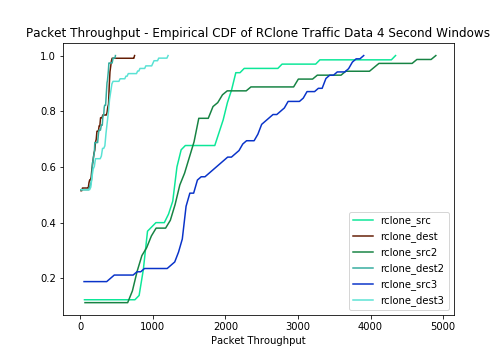 Packet Throughput - Empirical CDF of RClone Traffic Data 4 Second Windows
1.0
0.8
0.6
0.4
0.2
rclone_src
rclone_dest
rclone_src2
rclone_dest2
rclone_src3
rclone_dest3
0 1000 2000 3000 4000 5000
Packet Throughput